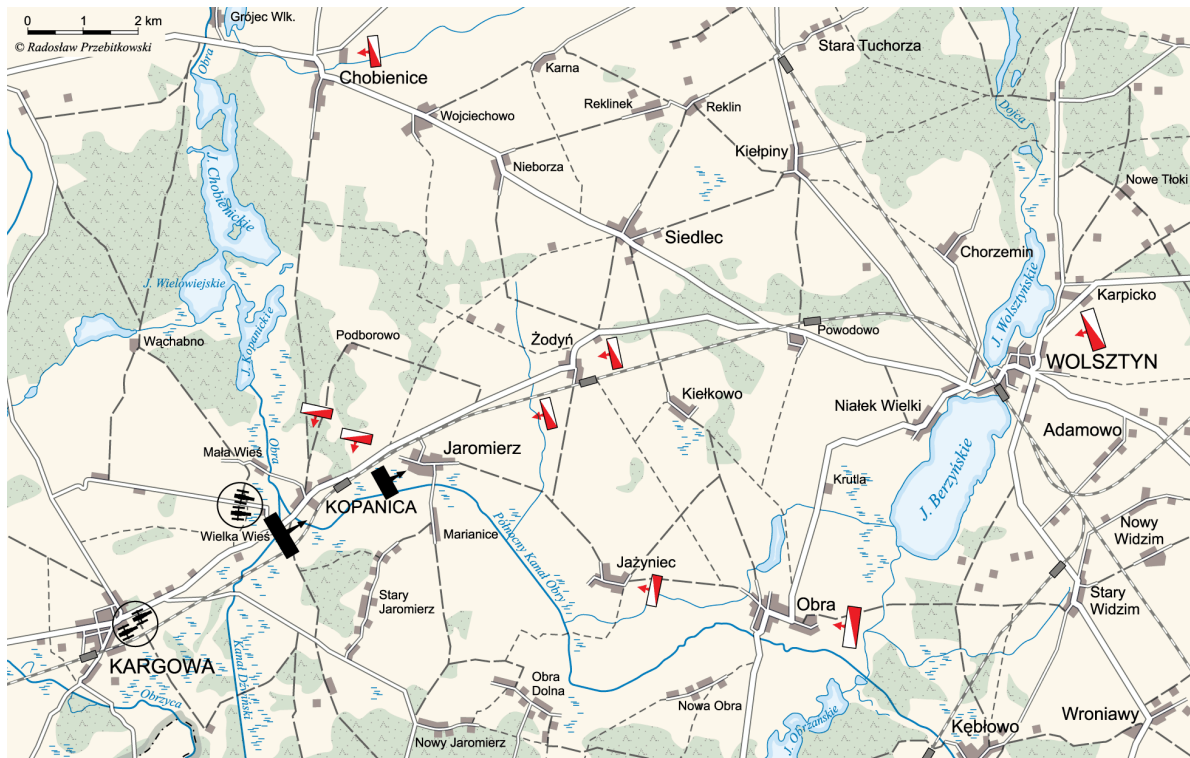 0 1 2 km
© Radosław Przebitkowski
Grójec Wlk.
Obra
Chobienice
Karna
Stara Tuchorza
Wojciechowo
Reklinek
Reklin
Dojca
Nieborza
Kiełpiny
Nowe Tłoki
J. Chobienickie
Siedlec
Chorzemin
J. Wielowiejskie
J. Wolsztyńskie
Karpicko
J. Kopanickie
Wąchabno
Podborowo
Żodyń
Powodowo
WOLSZTYN
Kiełkowo
Niałek Wielki
Adamowo
Obra
Mała Wieś
Jaromierz
J. Berzyńskie
Krutla
KOPANICA
Wielka Wieś
Marianice
Północny Kanał Obry
Nowy
Widzim
Jażyniec
Stary
Jaromierz
Obra
Stary
Widzim
KARGOWA
Kanał Dźwiński
Obrzyca
Obra
Dolna
Nowa Obra
J. Obrzańskie
Wroniawy
Kębłowo
Nowy Jaromierz